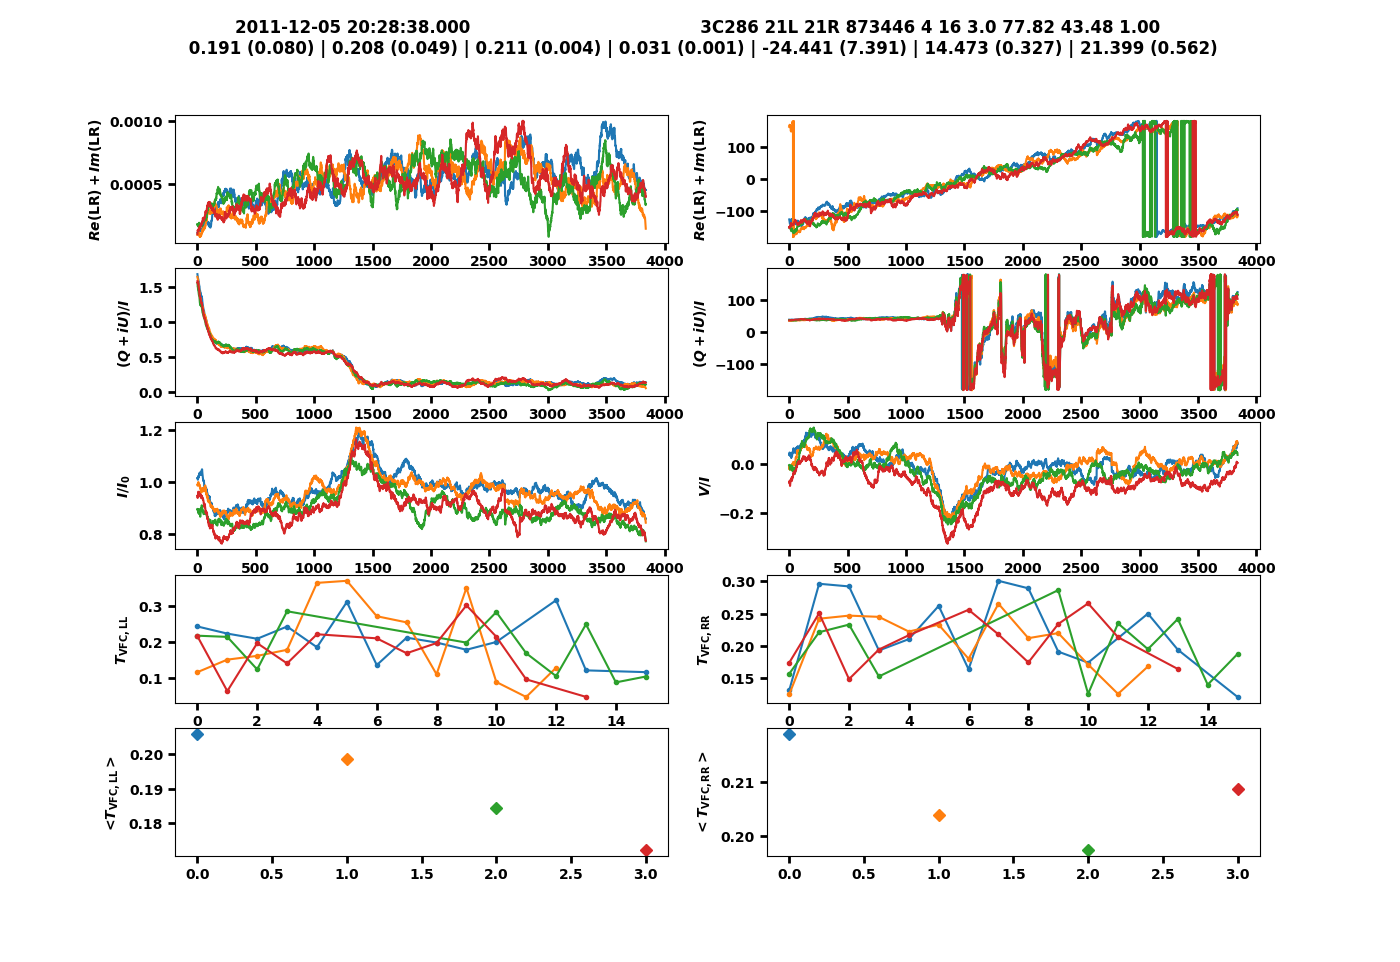 2011-12-05 20:28:38.000 3C286 21L 21R 873446 4 16 3.0 77.82 43.48 1.00
0.191 (0.080) | 0.208 (0.049) | 0.211 (0.004) | 0.031 (0.001) | -24.441 (7.391) | 14.473 (0.327) | 21.399 (0.562)
Re(LR) + Im(LR)
0.0010
0.0005
0 500 1000 1500 2000 2500 3000 3500 4000
Re(LR) + Im(LR)
100
0
−100
0 500 1000 1500 2000 2500 3000 3500 4000
(Q + iU)/I
1.5
1.0
0.5
0.0
0 500 1000 1500 2000 2500 3000 3500 4000
(Q + iU)/I
100
0
−100
0 500 1000 1500 2000 2500 3000 3500 4000
I/I0
1.2
1.0
0.8
0 500 1000 1500 2000 2500 3000 3500 4000
V/I
0.0
−0.2
0 500 1000 1500 2000 2500 3000 3500 4000
TVFC, LL
0.3
0.2
0.1
0 2 4 6 8 10 12 14
TVFC, RR
0.30
0.25
0.20
0.15
0 2 4 6 8 10 12 14
<TVFC, LL >
0.20
0.19
0.18
0.0 0.5 1.0 1.5 2.0 2.5 3.0
< TVFC, RR >
0.21
0.20
0.0 0.5 1.0 1.5 2.0 2.5 3.0